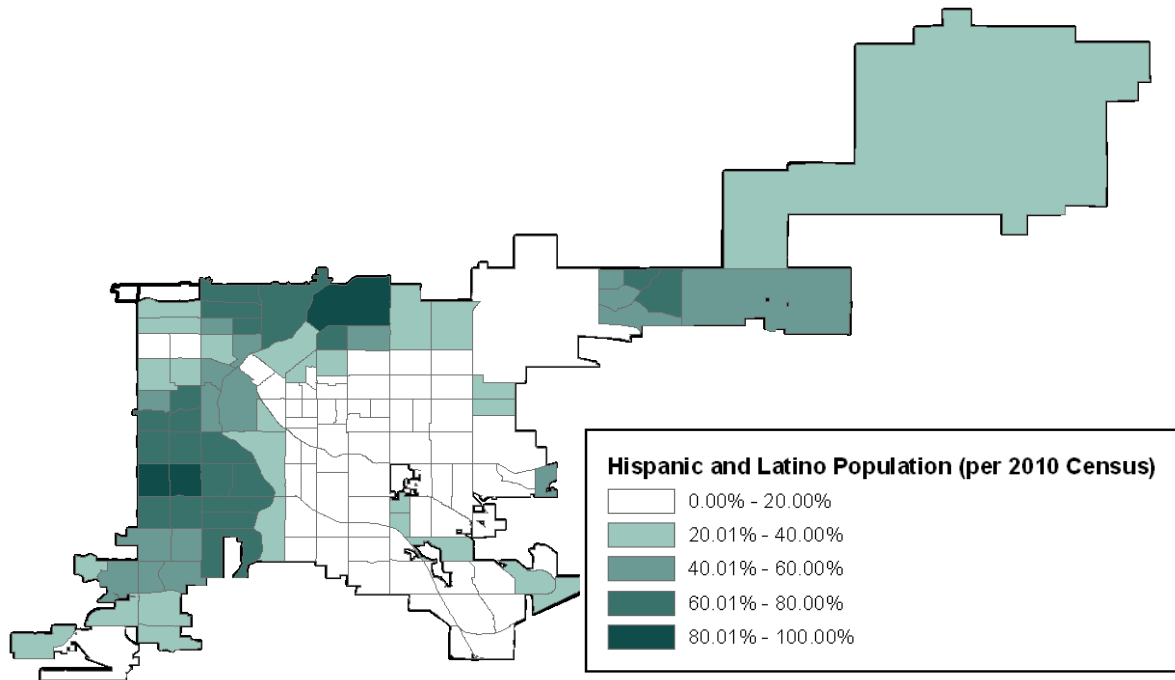 Hispanic and Latino Population (per 2010 Census)
0.00% - 20.00%
20.01% - 40.00%
40.01% - 60.00%
60.01% - 80.00%
80.01% - 100.00%